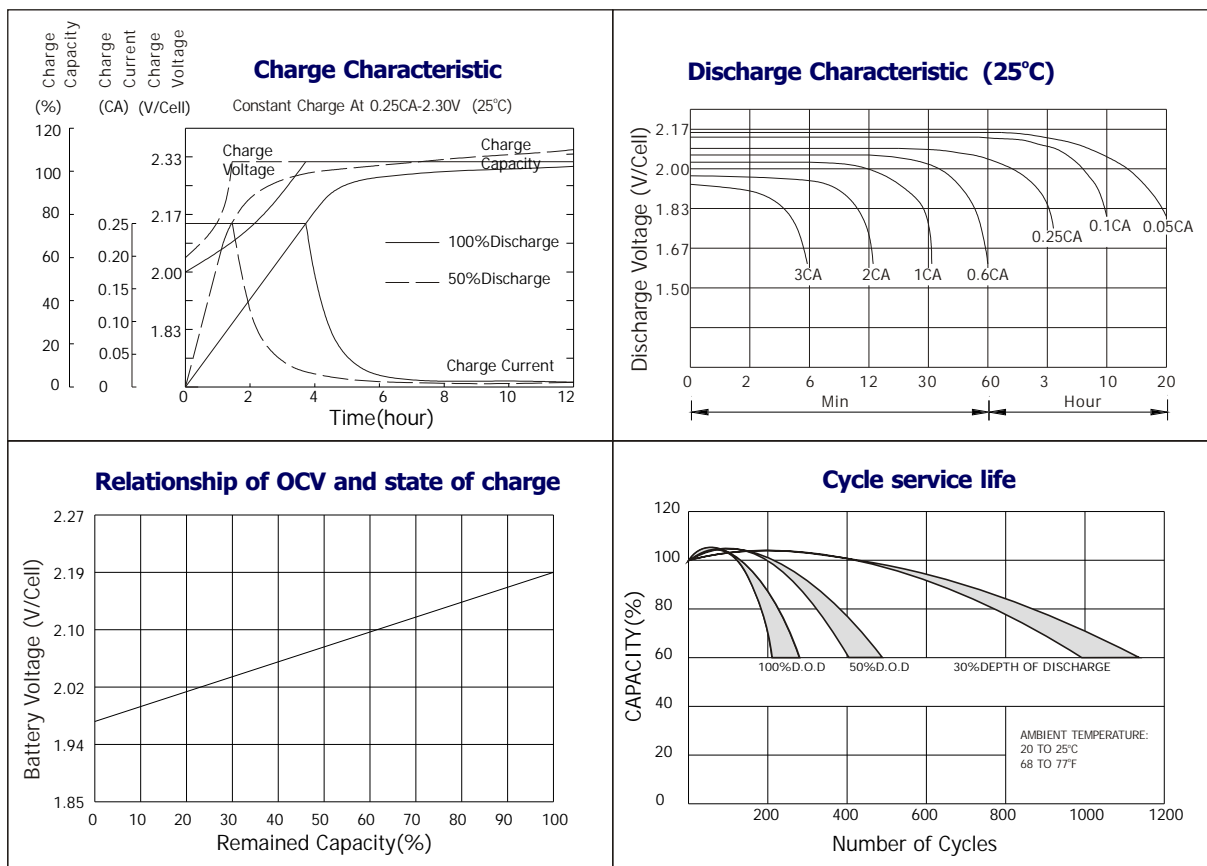 Charge
Capacity
Charge
Current
Charge
Voltage
Charge Characteristic
(%)
(CA)
(V/Cell)
Constant Charge At 0.25CA-2.30V (25°C)
120
100
80
60
40
20
0
0.25
0.20
0.15
0.10
0.05
0
2.33
2.17
2.00
1.83
Charge
Voltage
Charge
Capacity
100%Discharge
50%Discharge
Charge Current
0 2 4 6 8 10 12
Time(hour)
Discharge Characteristic (25°C)
Discharge Voltage (V/Cell)
2.17
2.00
1.83
1.67
1.50
3CA 2CA 1CA 0.6CA 0.25CA 0.1CA 0.05CA
0 2 6 12 30 60 3 10 20
Min Hour
Relationship of OCV and state of charge
Battery Voltage (V/Cell)
2.27
2.19
2.10
2.02
1.94
1.85
0 10 20 30 40 50 60 70 80 90 100
Remained Capacity(%)
Cycle service life
CAPACITY(%)
120
100
80
60
40
20
0
100%D.O.D 50%D.O.D 30%DEPTH OF DISCHARGE
AMBIENT TEMPERATURE:
20 TO 25°C
68 TO 77°F
200 400 600 800 1000 1200
Number of Cycles